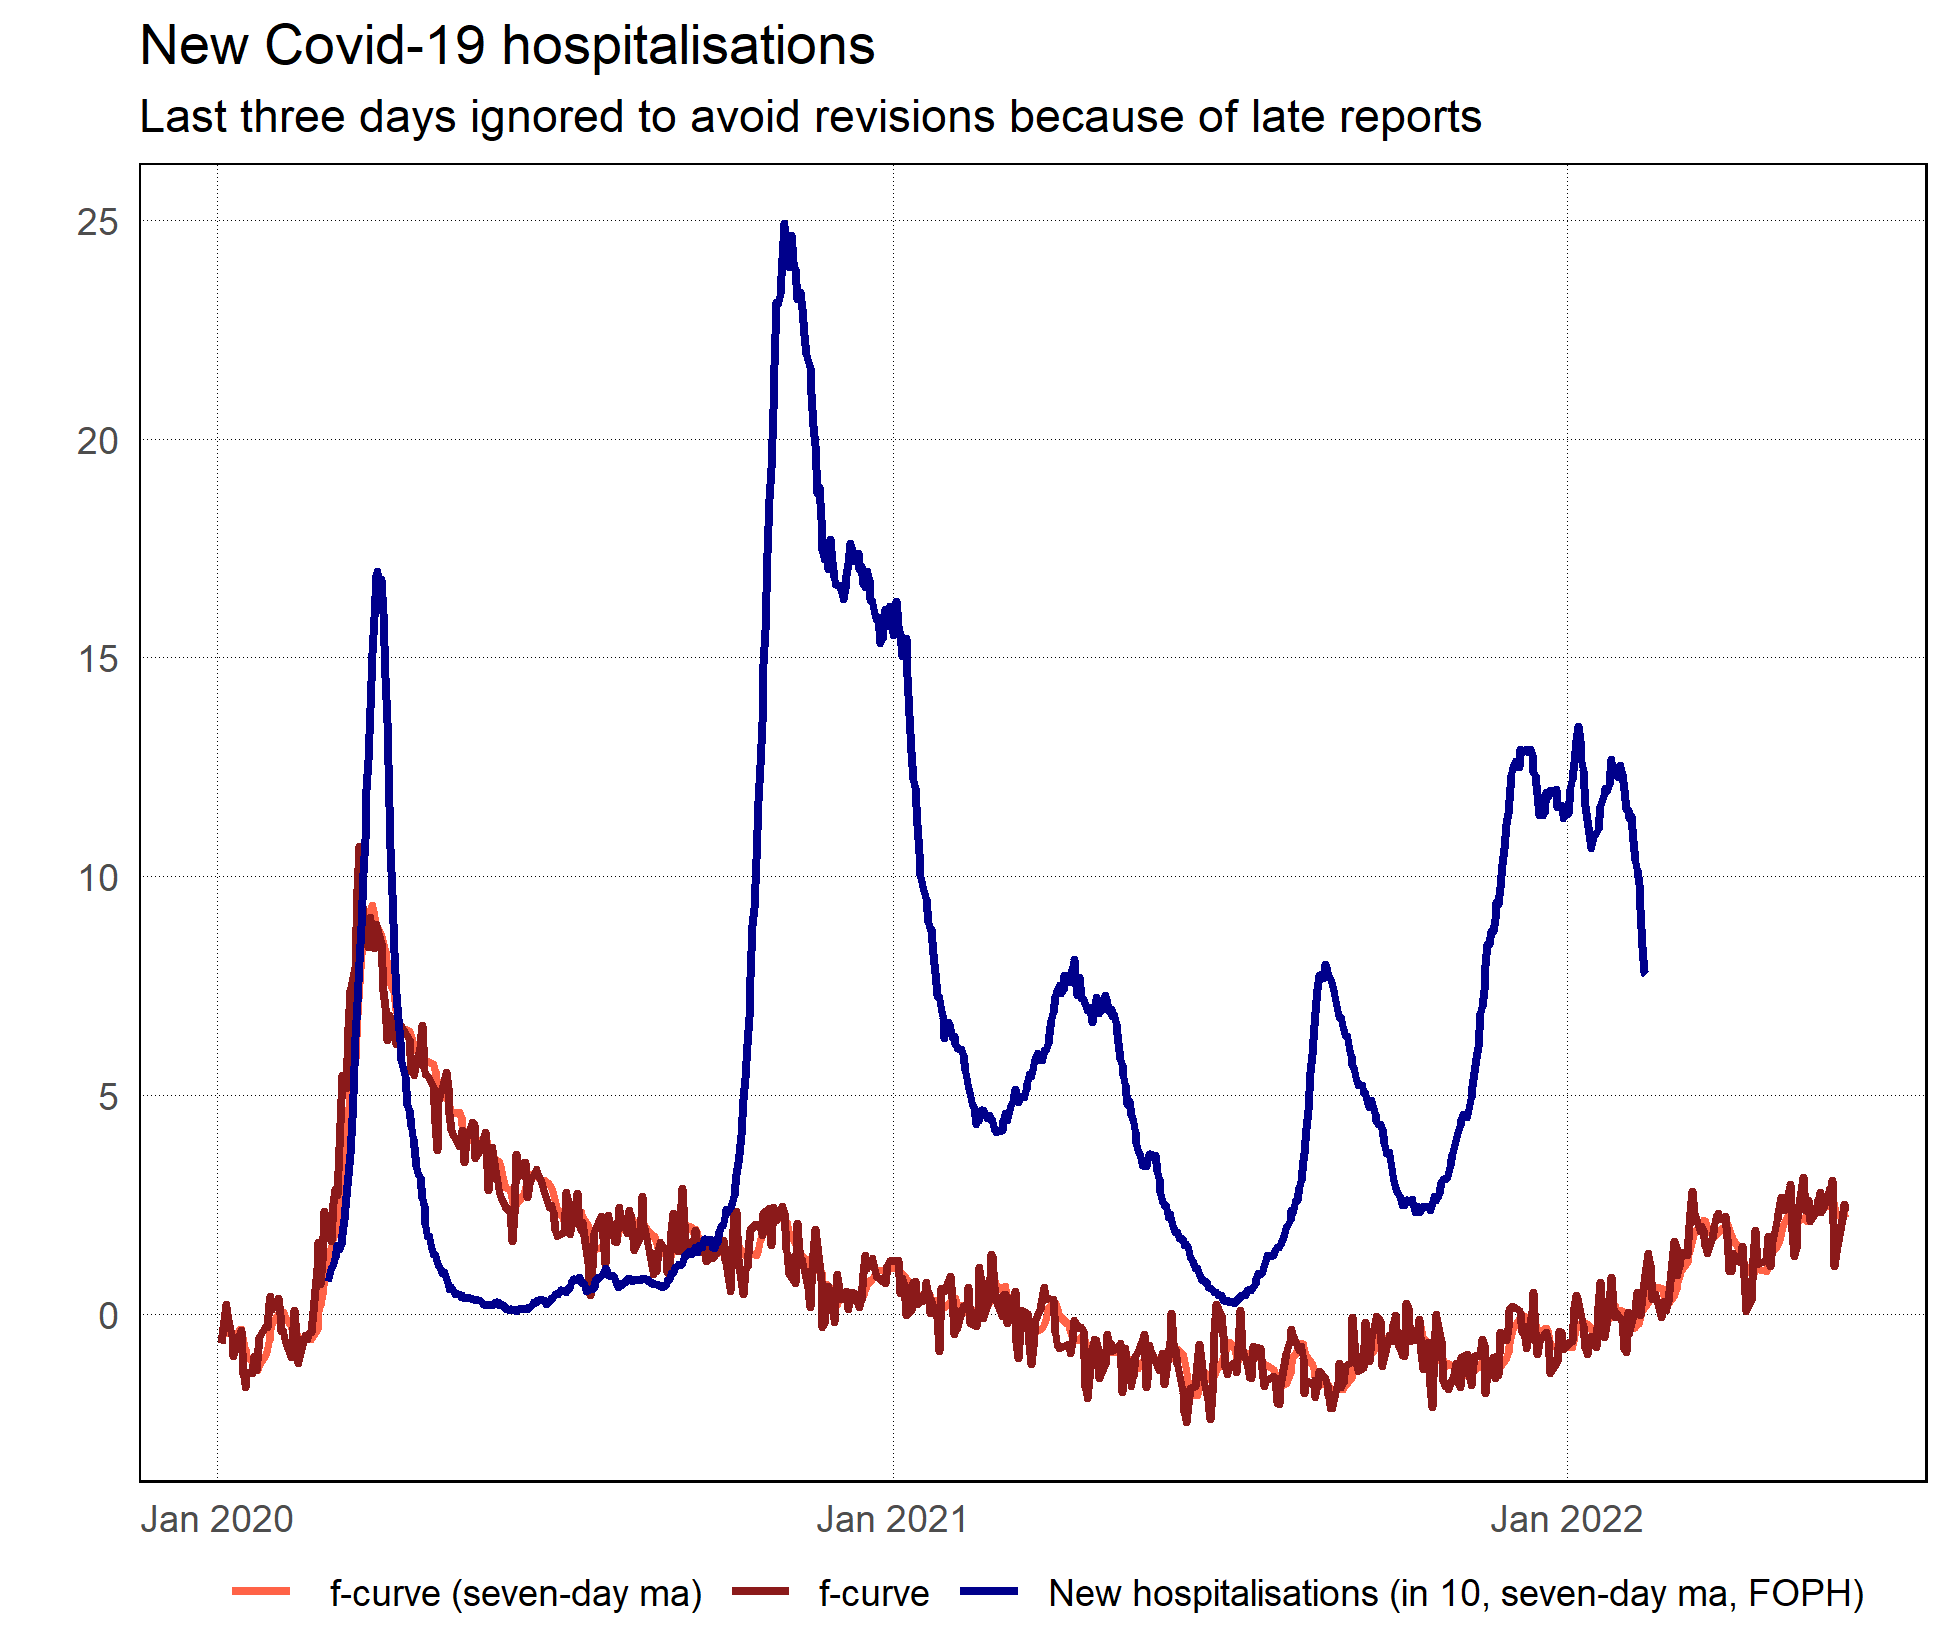 New Covid-19 hospitalisations
Last three days ignored to avoid revisions because of late reports
25
20
15
10
5
0
Jan 2020 Jan 2021 Jan 2022
f-curve (seven-day ma) f-curve New hospitalisations (in 10, seven-day ma, FOPH)